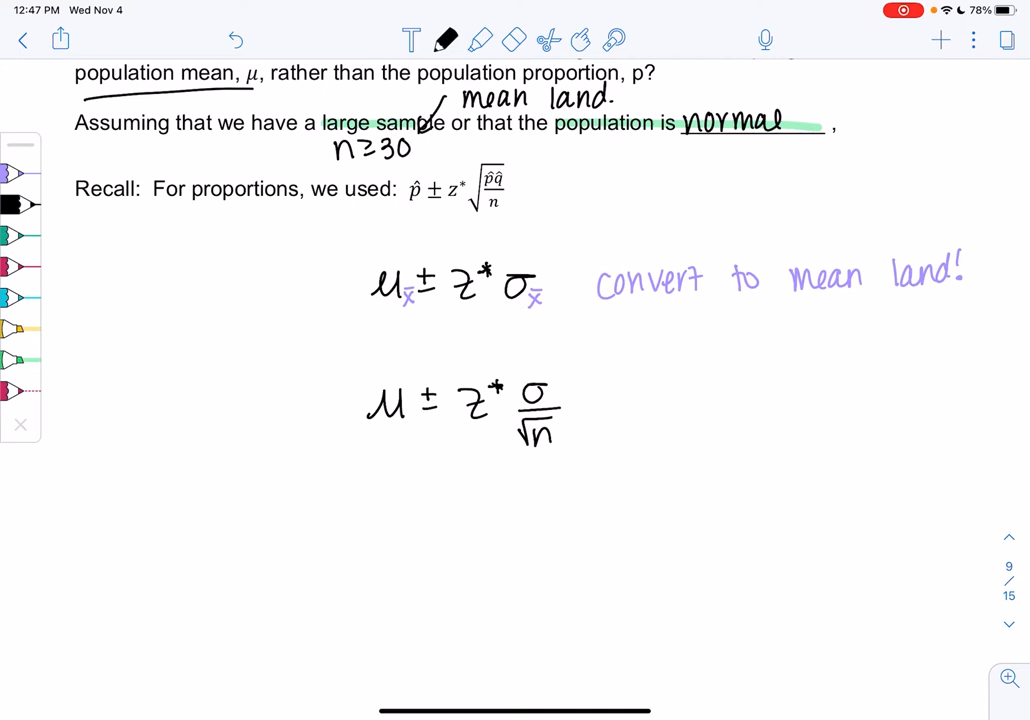 12:47 PM Wed Nov 4
78%
population mean, μ, rather than the population proportion, p?
mean land.
Assuming that we have a large sample or that the population is normal ,
n ≥ 30
Recall: For proportions, we used: p̂ ± z* √(p̂q̂/n)
μx̄ ± z* σx̄ convert to mean land!
μ ± z* σ/√n
9
/
15